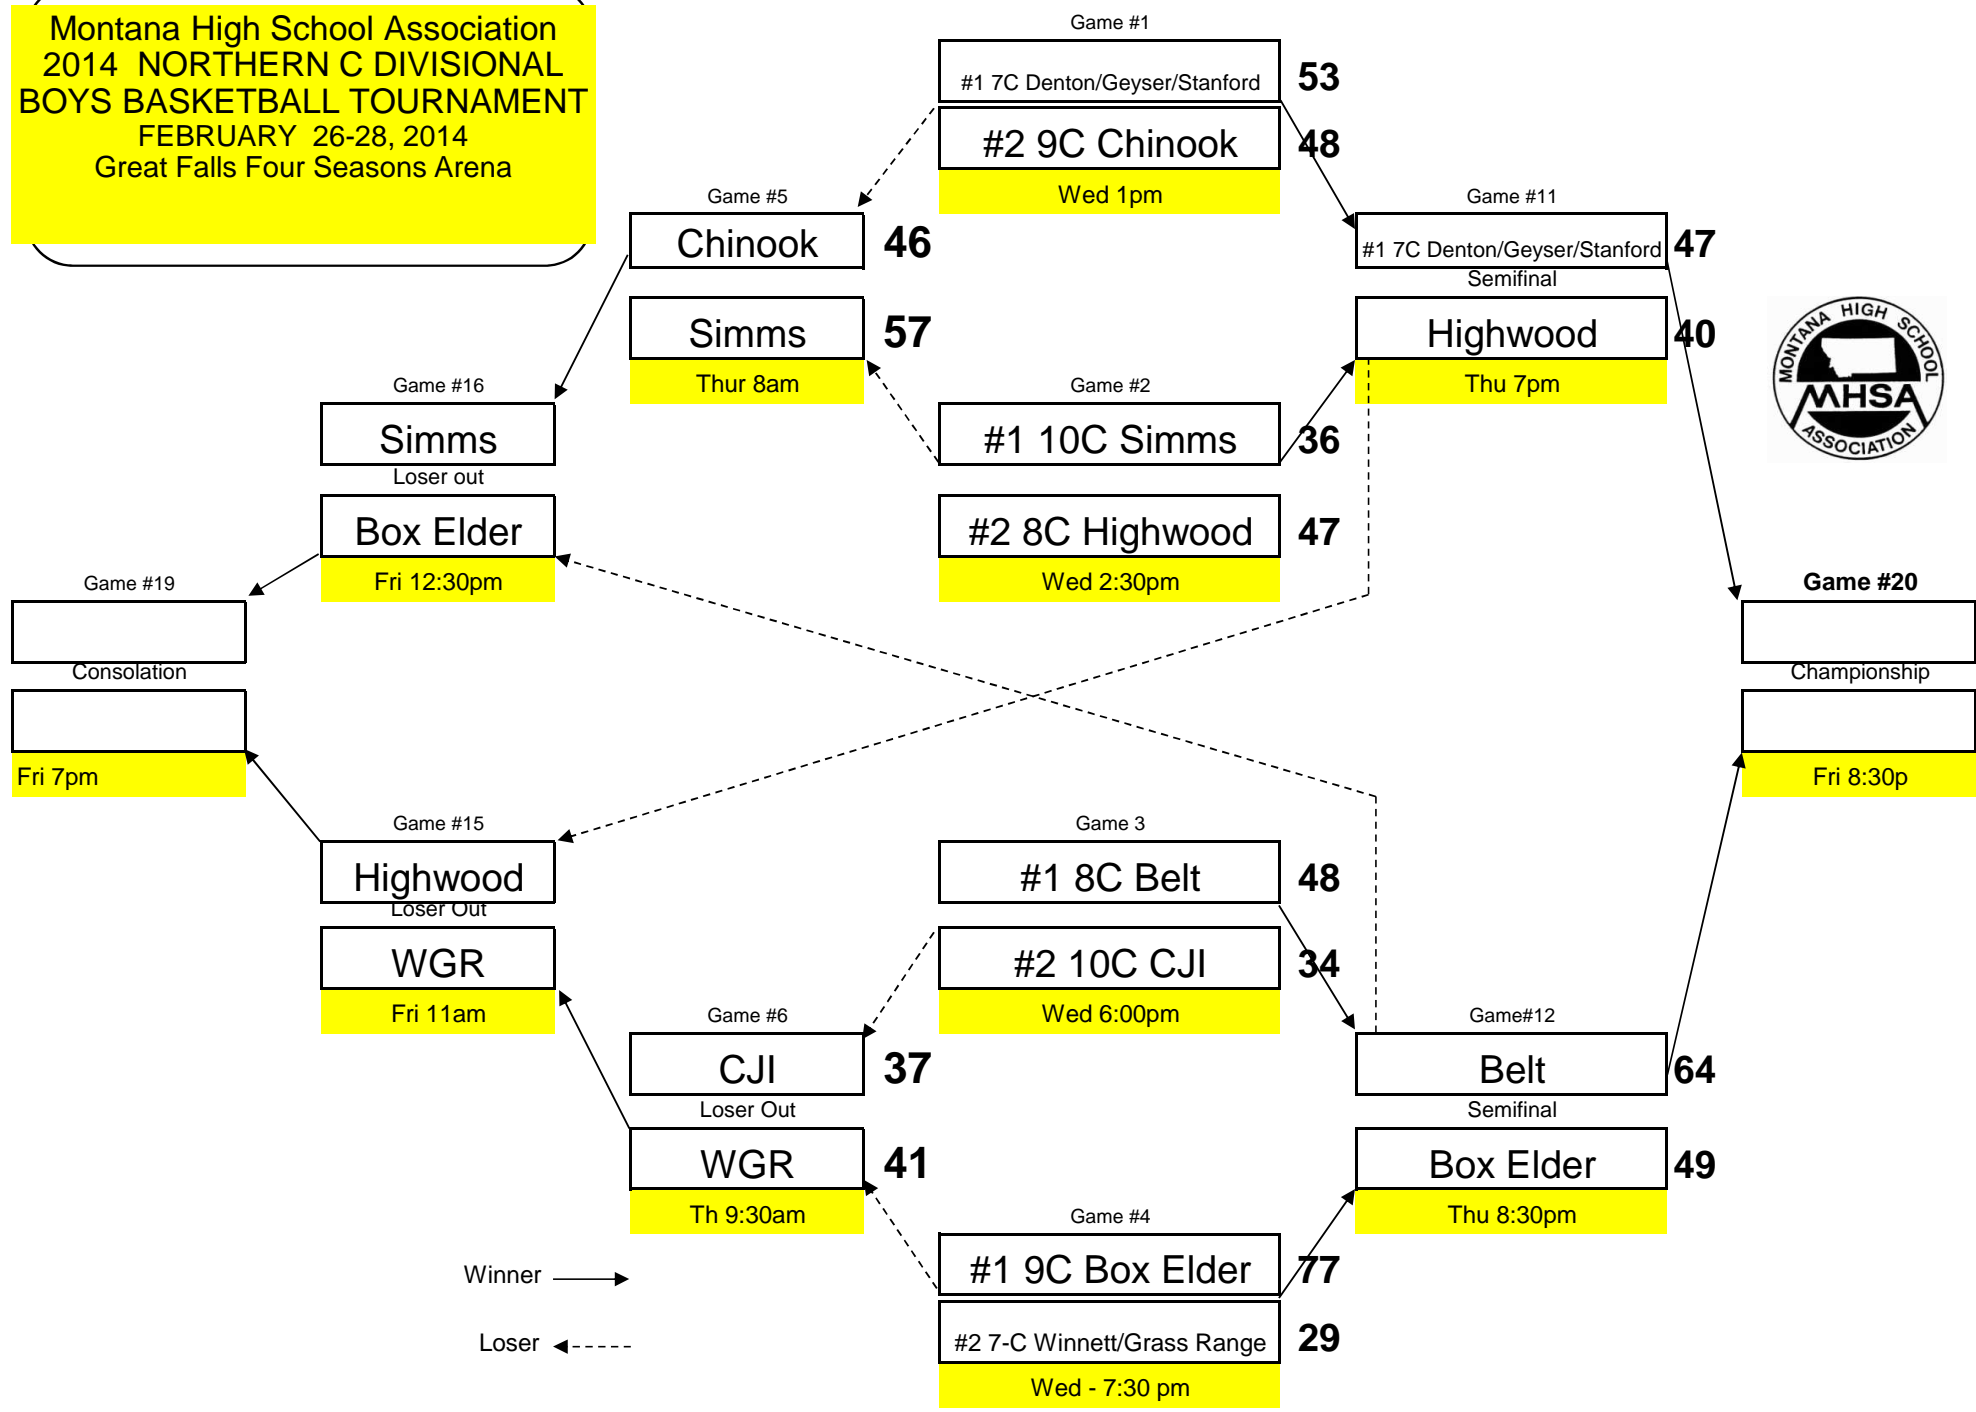 Montana High School Association
2014 NORTHERN C DIVISIONAL
BOYS BASKETBALL TOURNAMENT
FEBRUARY 26-28, 2014
Great Falls Four Seasons Arena
Game #1
#1 7C Denton/Geyser/Stanford 53
#2 9C Chinook 48
Wed 1pm
Game #5
Chinook 46
Simms 57
Thur 8am
Game #11
#1 7C Denton/Geyser/Stanford 47
Semifinal
Highwood 40
Thu 7pm
MONTANA HIGH SCHOOL
MHSA
ASSOCIATION
Game #16
Simms
Loser out
Box Elder
Fri 12:30pm
Game #2
#1 10C Simms 36
#2 8C Highwood 47
Wed 2:30pm
Game #19
Consolation
Fri 7pm
Game #20
Championship
Fri 8:30p
Game #15
Highwood
Loser Out
WGR
Fri 11am
Game 3
#1 8C Belt 48
#2 10C CJI 34
Wed 6:00pm
Game #6
CJI 37
Loser Out
WGR 41
Th 9:30am
Game#12
Belt 64
Semifinal
Box Elder 49
Thu 8:30pm
Game #4
#1 9C Box Elder 77
#2 7-C Winnett/Grass Range 29
Wed - 7:30 pm
Winner
Loser